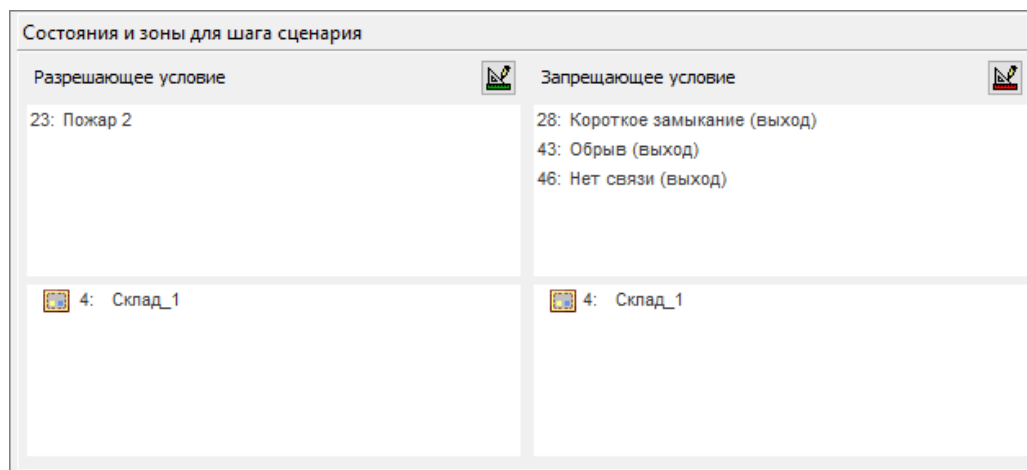 Состояния и зоны для шага сценария
Разрешающее условие
Запрещающее условие
23: Пожар 2
28: Короткое замыкание (выход)
43: Обрыв (выход)
46: Нет связи (выход)
4: Склад_1
4: Склад_1